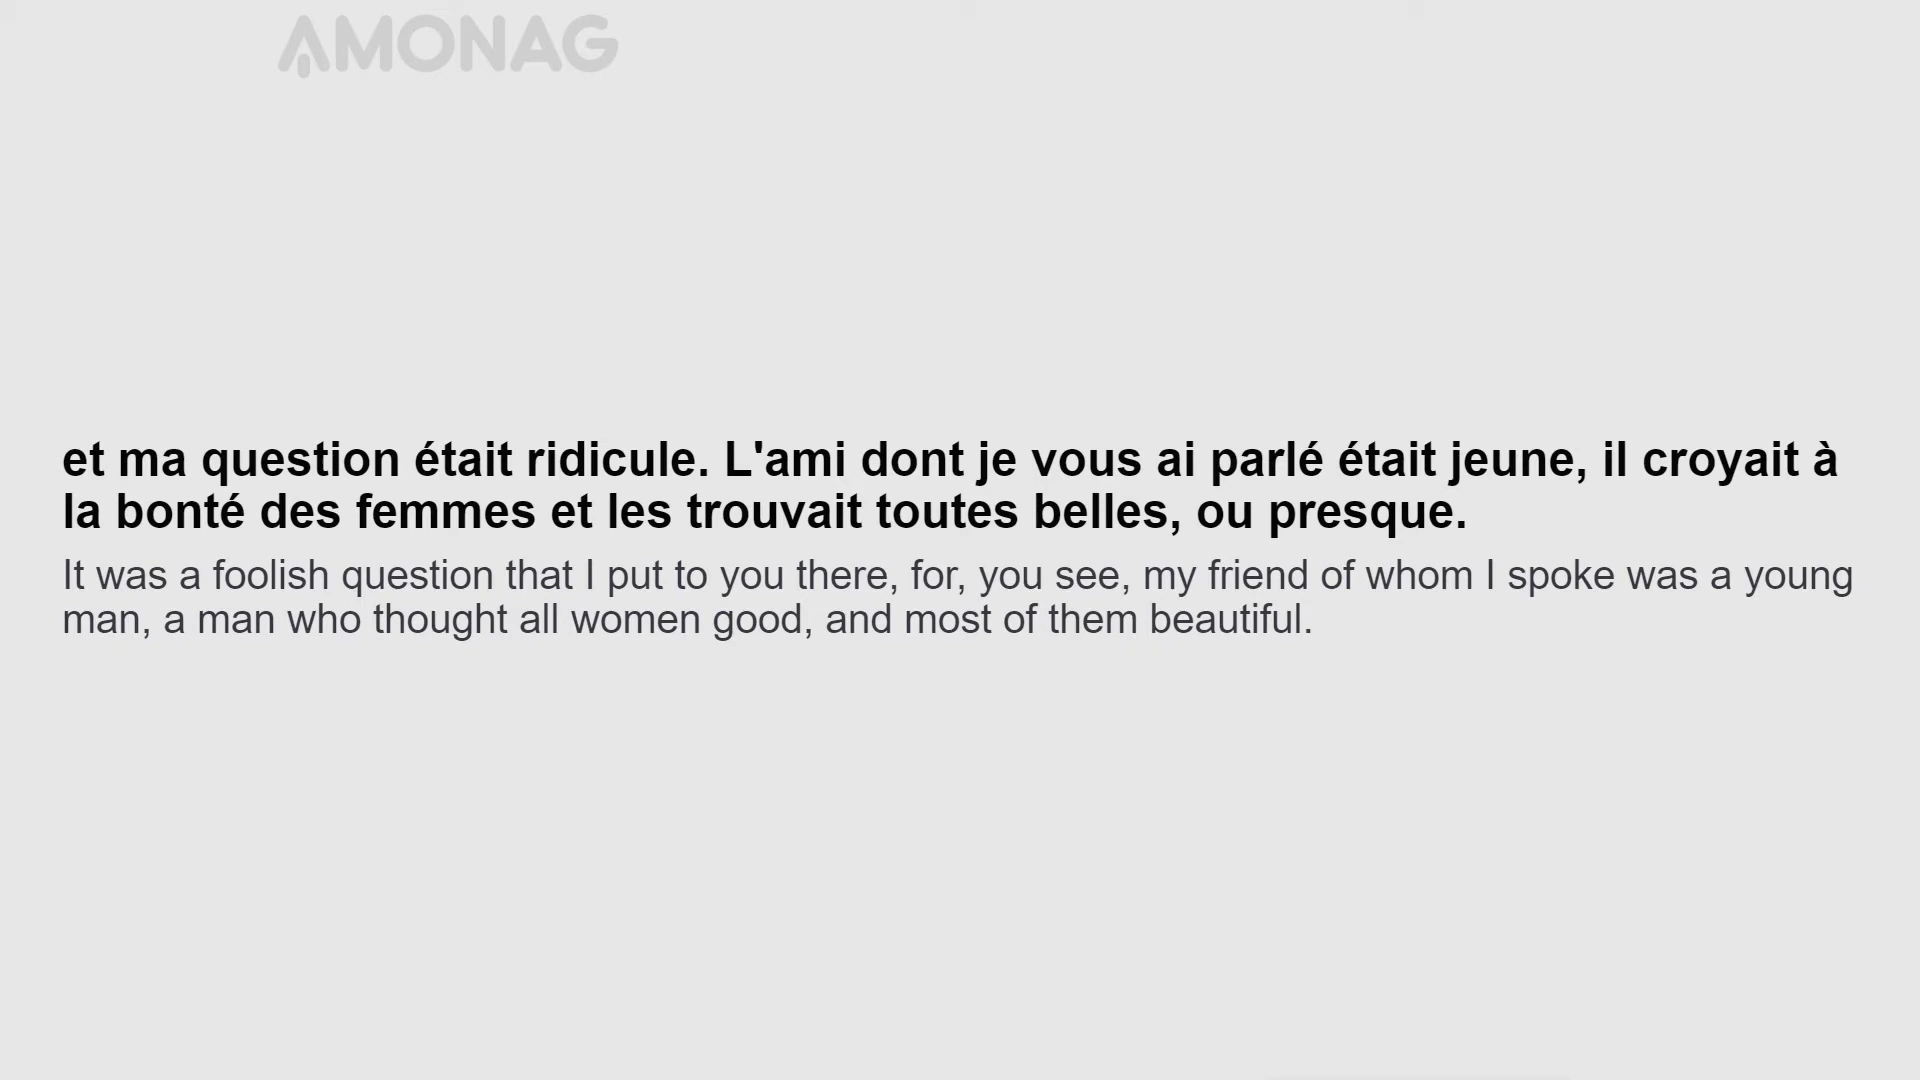 AMONAG
et ma question était ridicule. L'ami dont je vous ai parlé était jeune, il croyait à
la bonté des femmes et les trouvait toutes belles, ou presque.
It was a foolish question that I put to you there, for, you see, my friend of whom I spoke was a young
man, a man who thought all women good, and most of them beautiful.